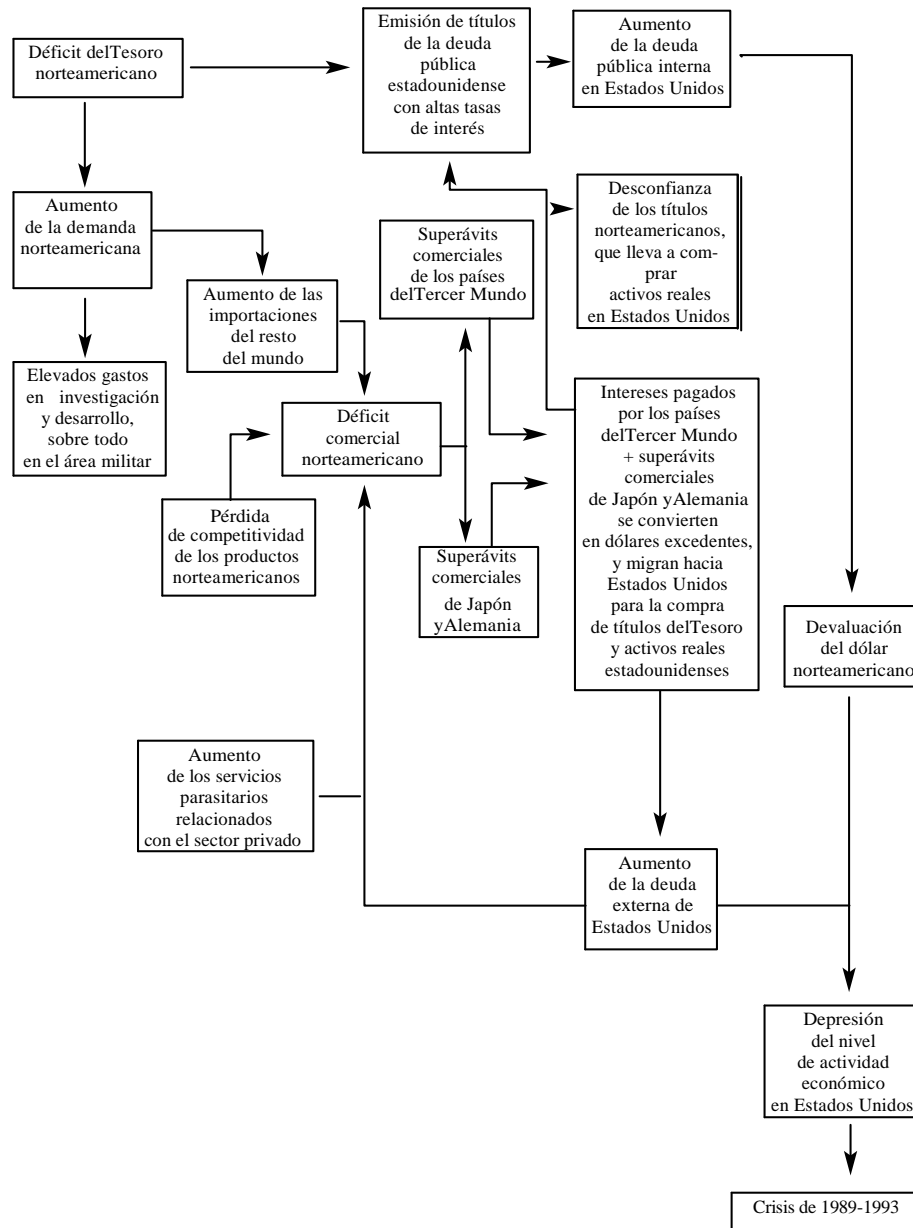 Déficit delTesoro
norteamericano
Emisión de títulos
de la deuda
pública
estadounidense
con altas tasas
de interés
Aumento
de la deuda
pública interna
en Estados Unidos
Aumento
de la demanda
norteamericana
Desconfianza
de los títulos
norteamericanos,
que lleva a com-
prar
activos reales
en Estados Unidos
Superávits
comerciales
de los países
delTercer Mundo
Aumento de las
importaciones
del resto
del mundo
Elevados gastos
en investigación
y desarrollo,
sobre todo
en el área militar
Déficit
comercial
norteamericano
Intereses pagados
por los países
delTercer Mundo
+ superávits
comerciales
de Japón yAlemania
se convierten
en dólares excedentes,
y migran hacia
Estados Unidos
para la compra
de títulos delTesoro
y activos reales
estadounidenses
Pérdida
de competitividad
de los productos
norteamericanos
Superávits
comerciales
de Japón
yAlemania
Devaluación
del dólar
norteamericano
Aumento
de los servicios
parasitarios
relacionados
con el sector privado
Aumento
de la deuda
externa de
Estados Unidos
Depresión
del nivel
de actividad
económico
en Estados Unidos
Crisis de 1989-1993